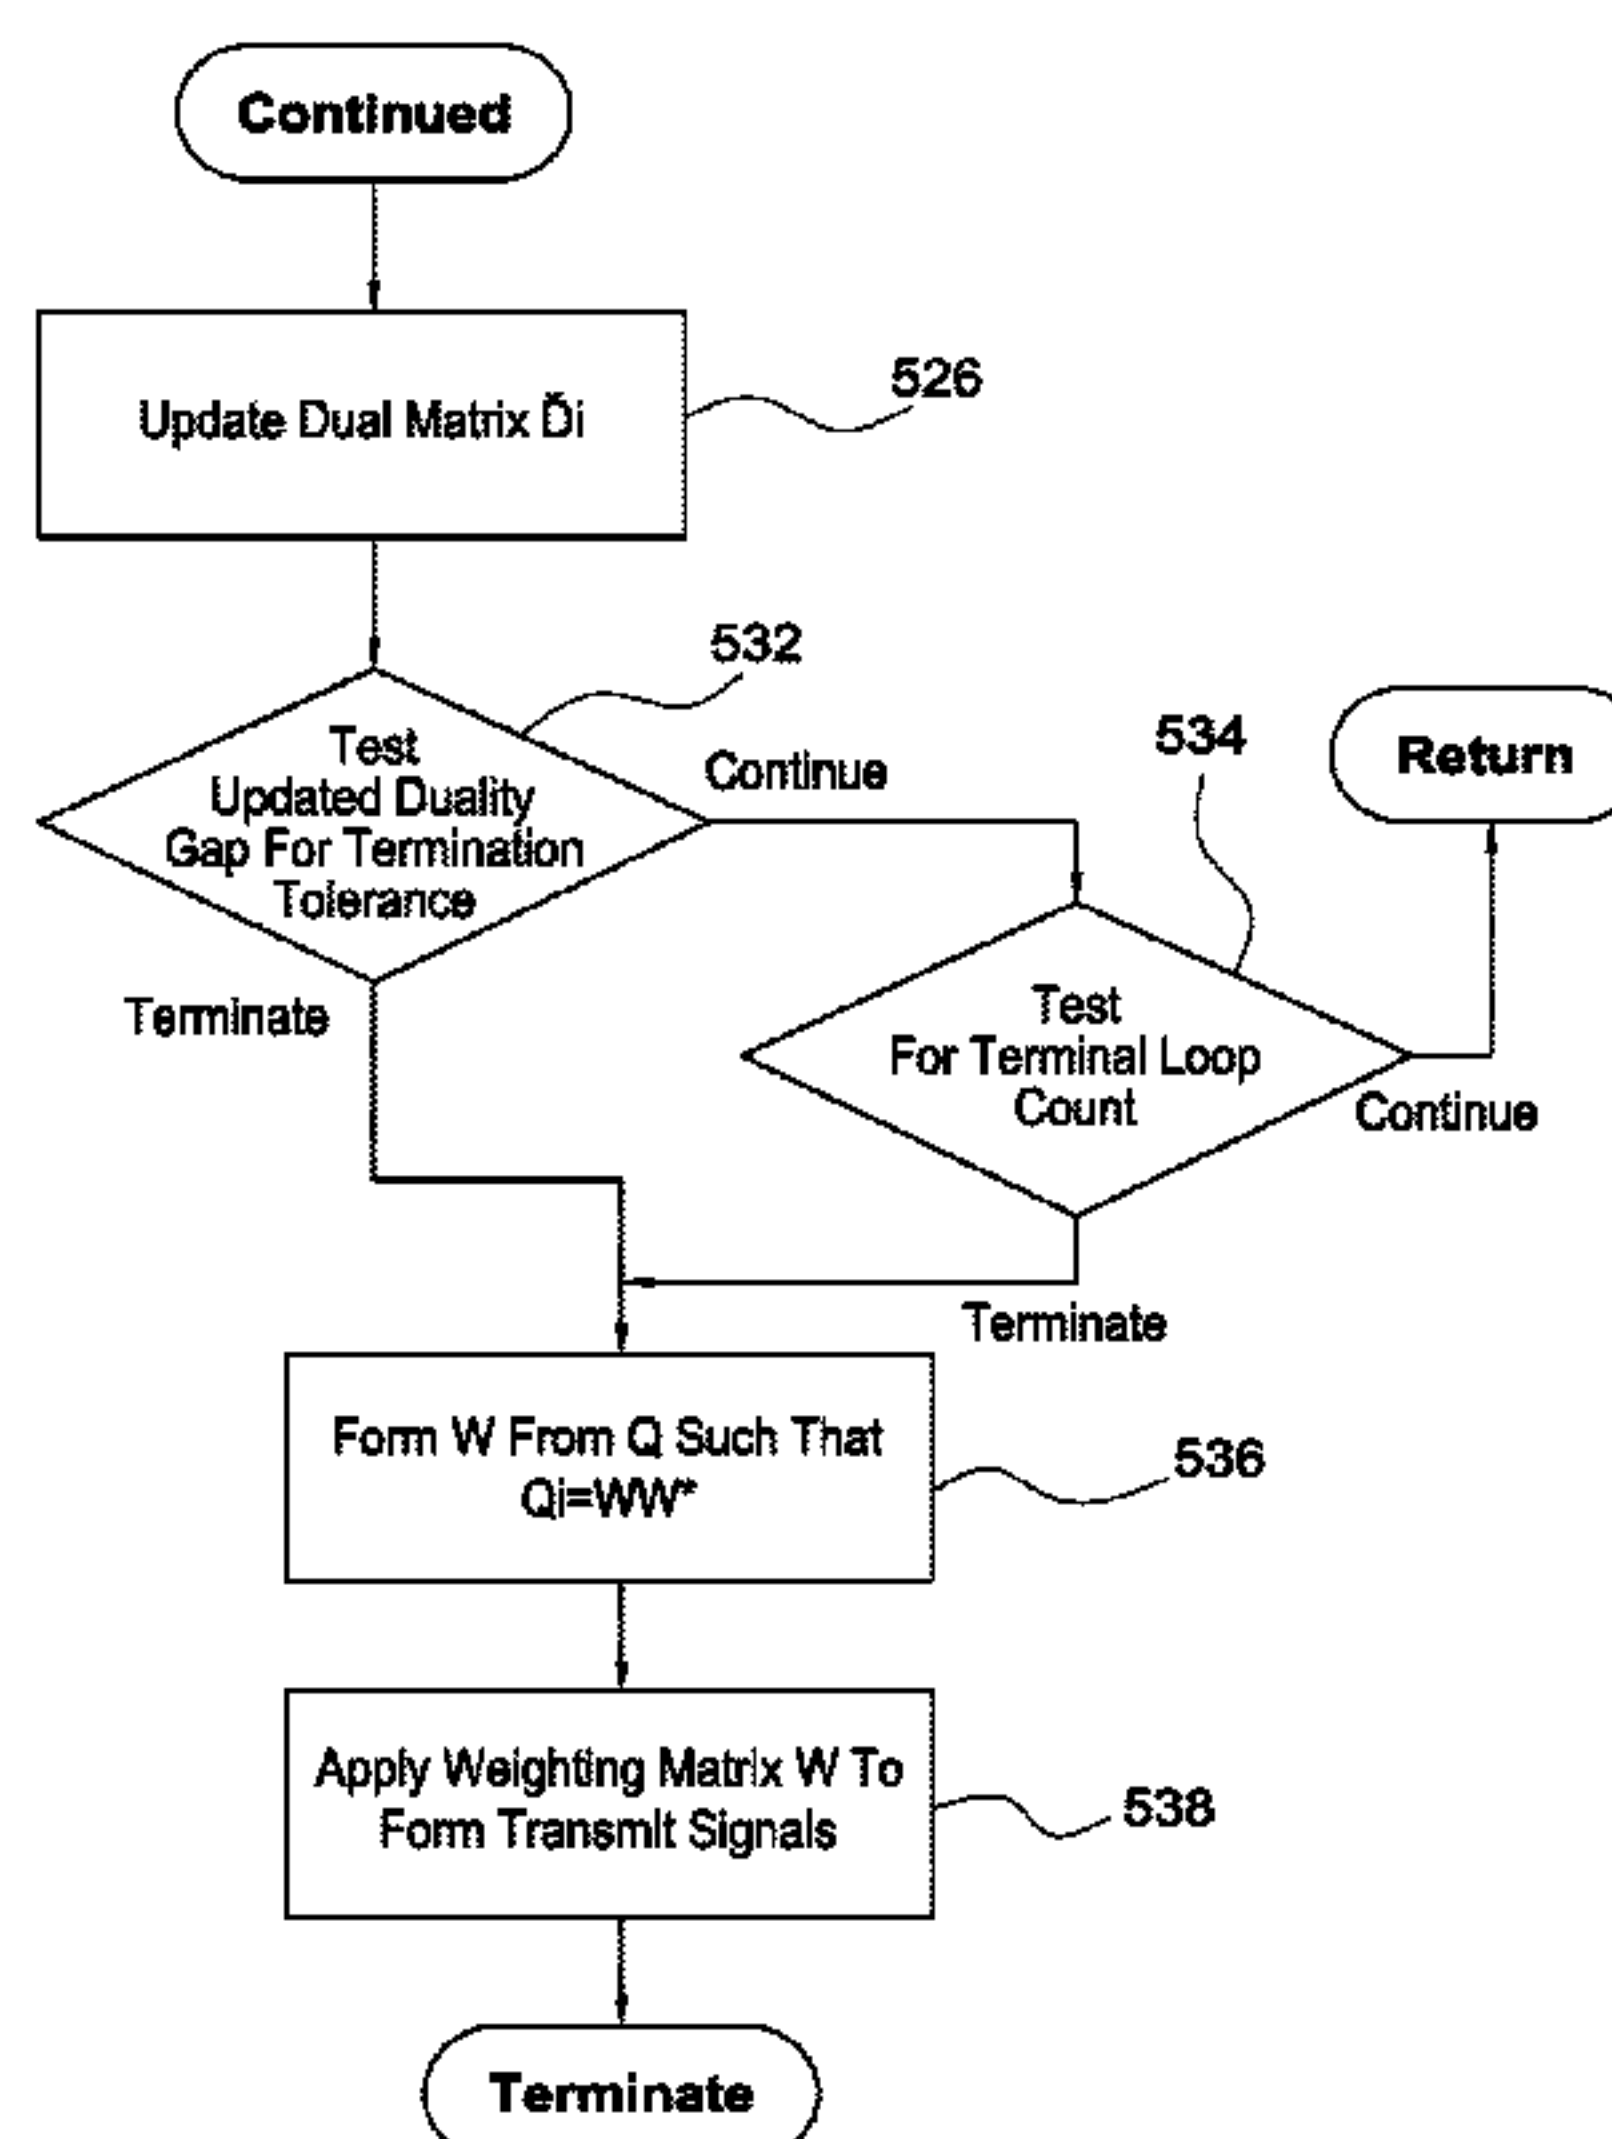 Continued
Update Dual Matrix Ďi
526
532
Test
Updated Duality
Gap For Termination
Tolerance
Continue
534
Return
Terminate
Test
For Terminal Loop
Count
Continue
Terminate
Form W From Q Such That
Qi=WW*
536
Apply Weighting Matrix W To
Form Transmit Signals
538
Terminate